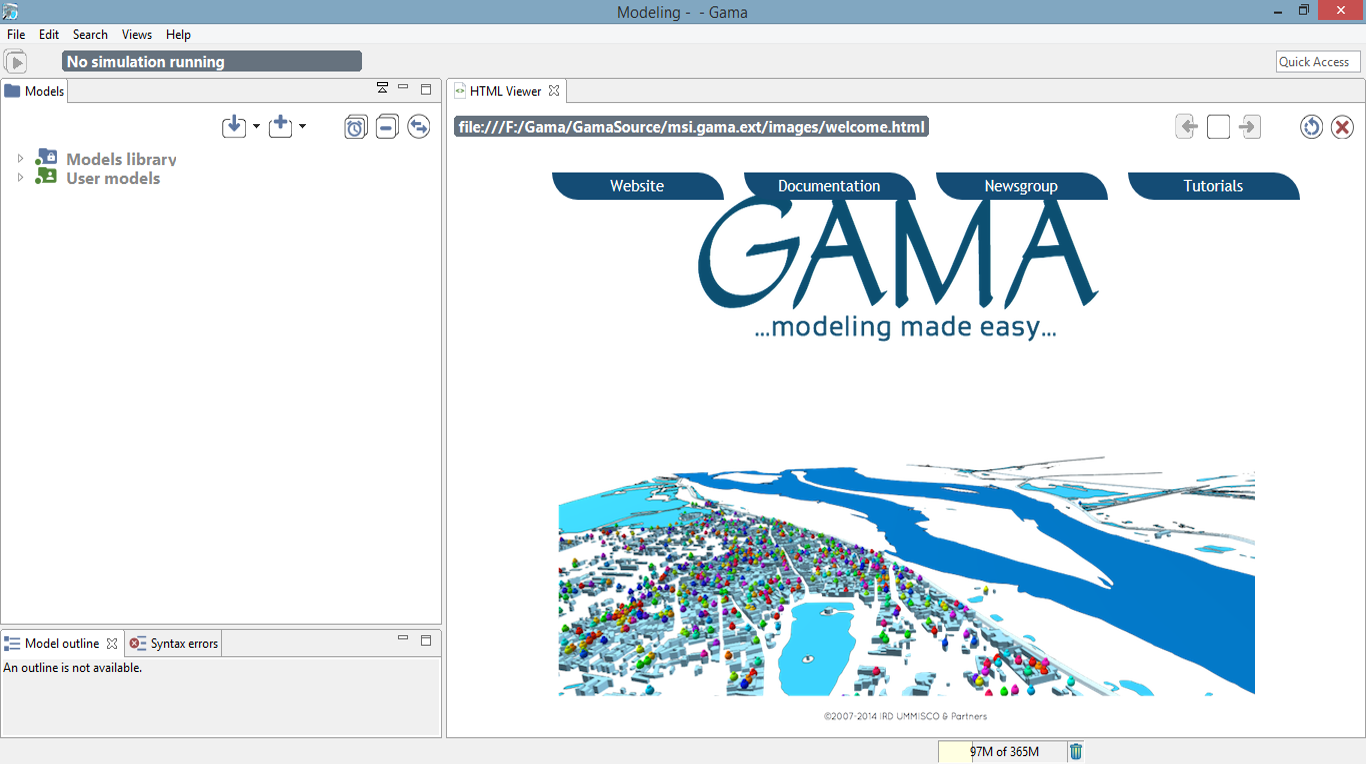 Modeling -  - Gama
File Edit Search Views Help
No simulation running
Quick Access
Models
HTML Viewer
file:///F:/Gama/GamaSource/msi.gama.ext/images/welcome.html
Models library
User models
Website Documentation Newsgroup Tutorials
GAMA
...modeling made easy...
Model outline
Syntax errors
An outline is not available.
©2007-2014 IRD UMMISCO & Partners
97M of 365M